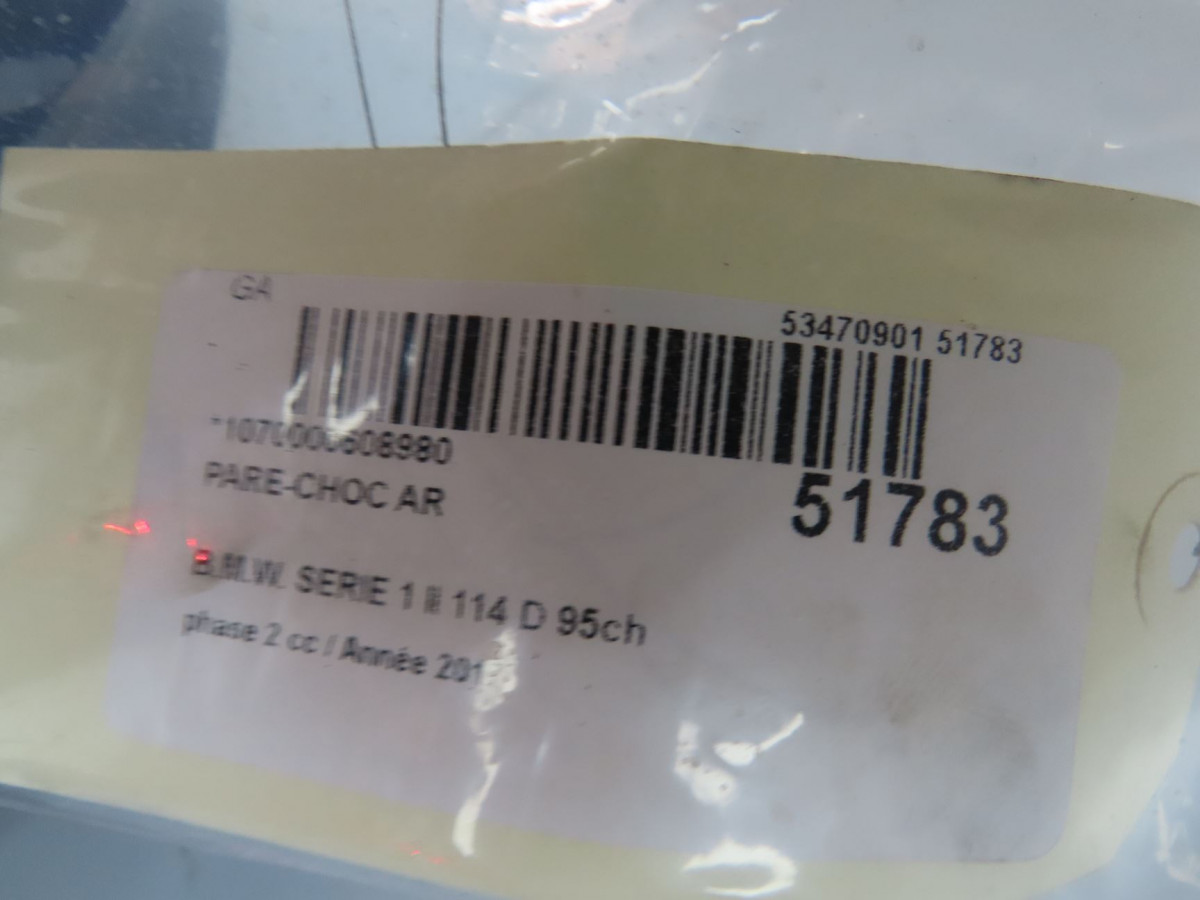 GA
53470901 51783
PARE-CHOC AR
51783
B.M.W. SERIE 1 II 114 D 95ch
phase 2 cc / Année